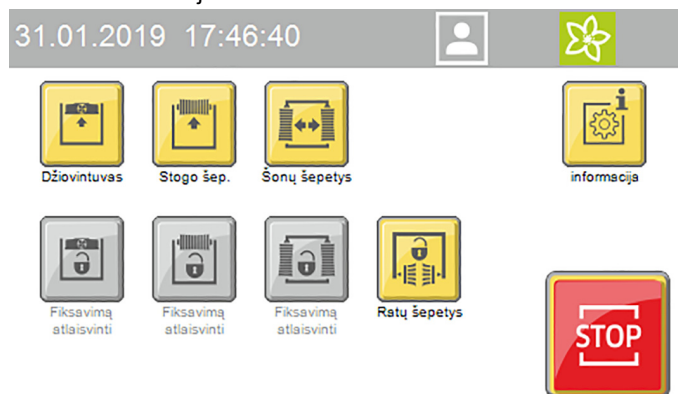 31.01.2019 17:46:40
Džiovintuvas
Stogo šep.
Šonų šepetys
informacija
Fiksavimą
atlaisvinti
Fiksavimą
atlaisvinti
Fiksavimą
atlaisvinti
Ratų šepetys
STOP